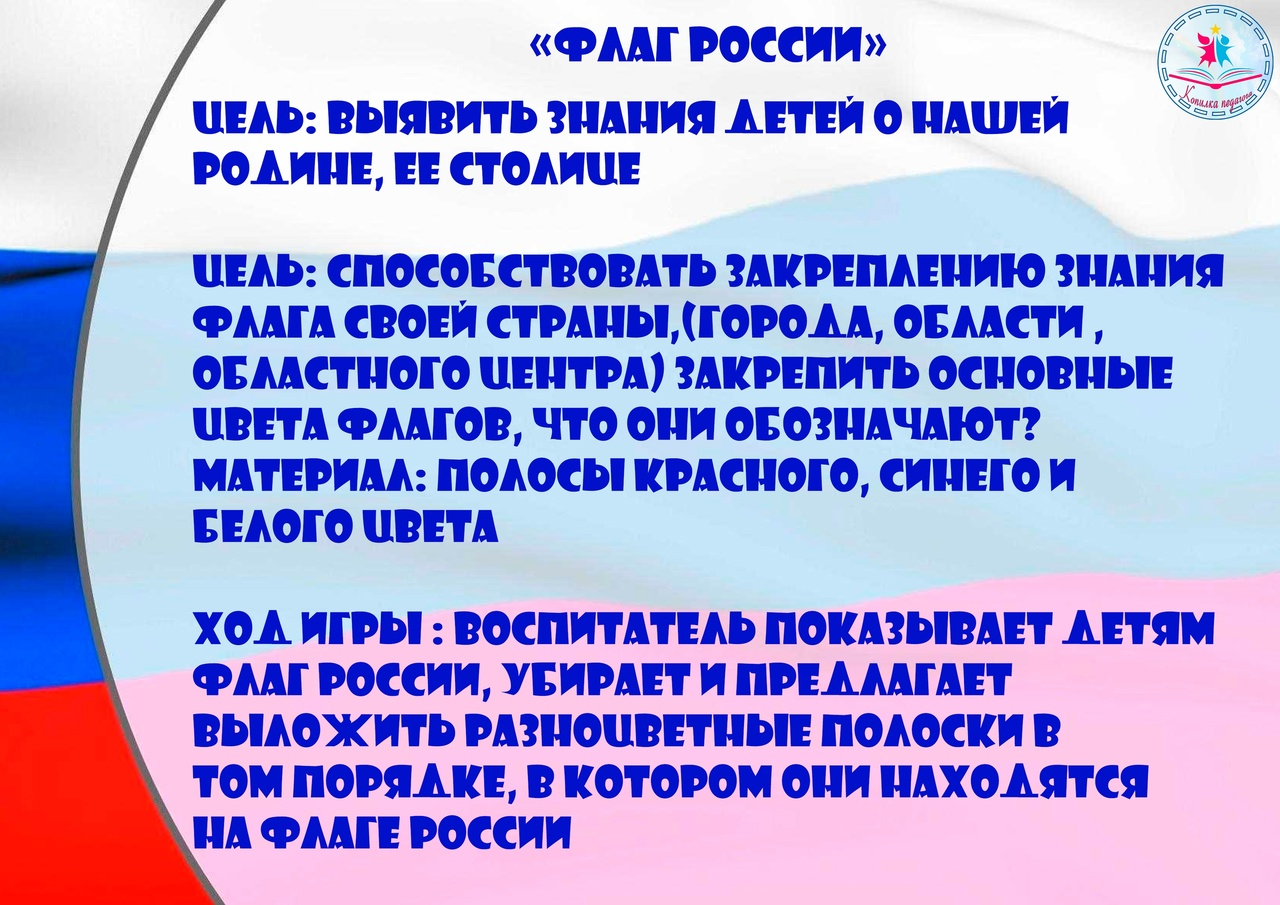 «ФЛАГ РОССИИ»
Копилка педагога
ЦЕЛЬ: ВЫЯВИТЬ ЗНАНИЯ ДЕТЕЙ О НАШЕЙ
РОДИНЕ, ЕЕ СТОЛИЦЕ
ЦЕЛЬ: СПОСОБСТВОВАТЬ ЗАКРЕПЛЕНИЮ ЗНАНИЯ
ФЛАГА СВОЕЙ СТРАНЫ,(ГОРОДА, ОБЛАСТИ ,
ОБЛАСТНОГО ЦЕНТРА) ЗАКРЕПИТЬ ОСНОВНЫЕ
ЦВЕТА ФЛАГОВ, ЧТО ОНИ ОБОЗНАЧАЮТ?
МАТЕРИАЛ: ПОЛОСЫ КРАСНОГО, СИНЕГО И
БЕЛОГО ЦВЕТА
ХОД ИГРЫ : ВОСПИТАТЕЛЬ ПОКАЗЫВАЕТ ДЕТЯМ
ФЛАГ РОССИИ, УБИРАЕТ И ПРЕДЛАГАЕТ
ВЫЛОЖИТЬ РАЗНОЦВЕТНЫЕ ПОЛОСКИ В
ТОМ ПОРЯДКЕ, В КОТОРОМ ОНИ НАХОДЯТСЯ
НА ФЛАГЕ РОССИИ